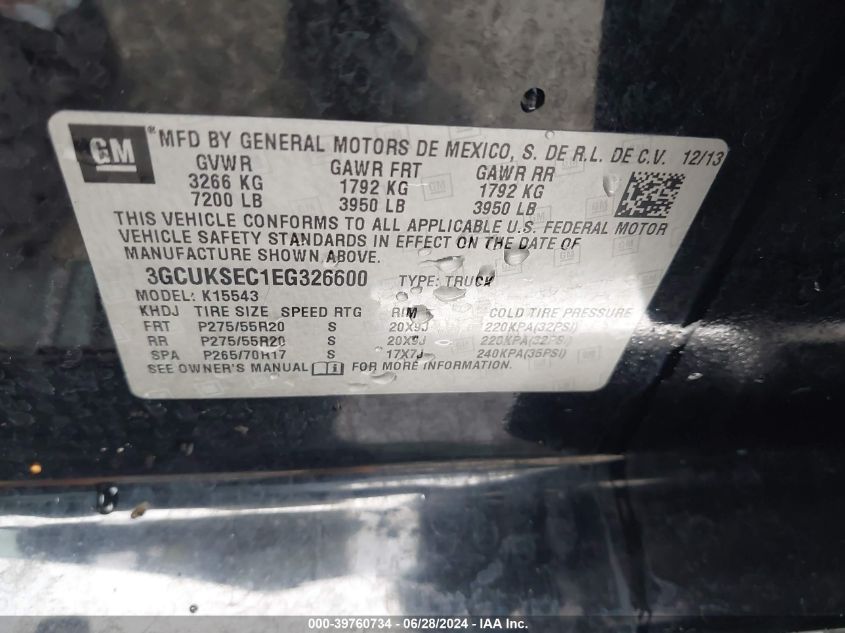 GM ® MFD BY GENERAL MOTORS DE MEXICO, S. DE R.L. DE C.V. 12/13
GVWR GAWR FRT GAWR RR
3266 KG 1792 KG 1792 KG
7200 LB 3950 LB 3950 LB
THIS VEHICLE CONFORMS TO ALL APPLICABLE U.S. FEDERAL MOTOR
VEHICLE SAFETY STANDARDS IN EFFECT ON THE DATE OF
MANUFACTURE SHOWN ABOVE.
3GCUKSEC1EG326600 TYPE: TRUCK
MODEL: K15543
KHDJ TIRE SIZE SPEED RTG RIM COLD TIRE PRESSURE
FRT P275/55R20 S 20X9J 220KPA(32PSI)
RR P275/55R20 S 20X9J 220KPA(32PSI)
SPA P265/70R17 S 17X7J 240KPA(35PSI)
SEE OWNER'S MANUAL FOR MORE INFORMATION.
000-39760734 - 06/28/2024 - IAA Inc.